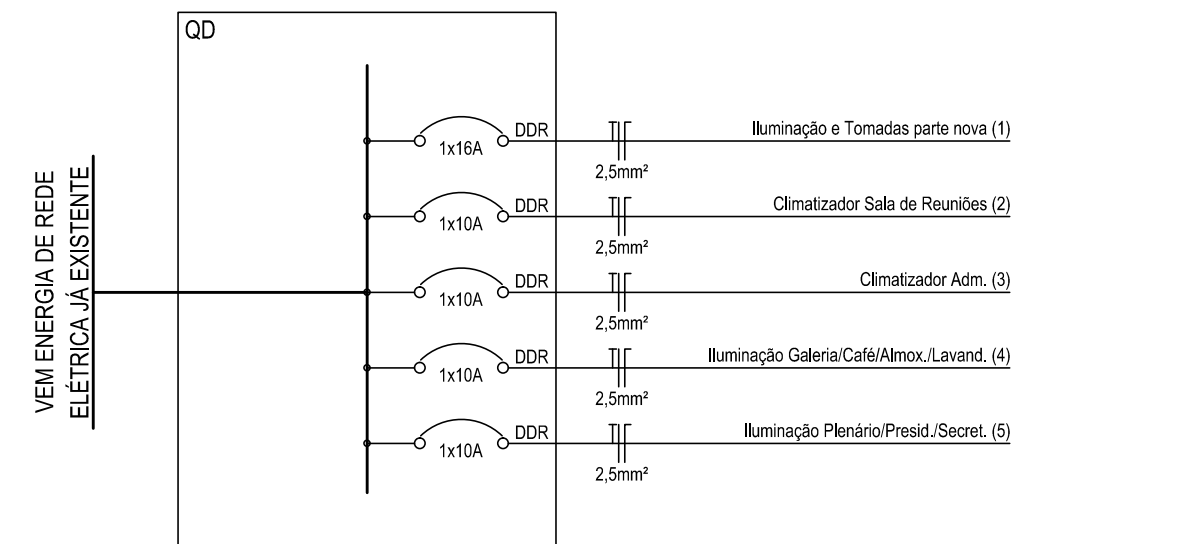 QD
VEM ENERGIA DE REDE
ELÉTRICA JÁ EXISTENTE
1x16A
DDR
2,5mm²
Iluminação e Tomadas parte nova (1)
1x10A
DDR
2,5mm²
Climatizador Sala de Reuniões (2)
1x10A
DDR
2,5mm²
Climatizador Adm. (3)
1x10A
DDR
2,5mm²
Iluminação Galeria/Café/Almox./Lavand. (4)
1x10A
DDR
2,5mm²
Iluminação Plenário/Presid./Secret. (5)